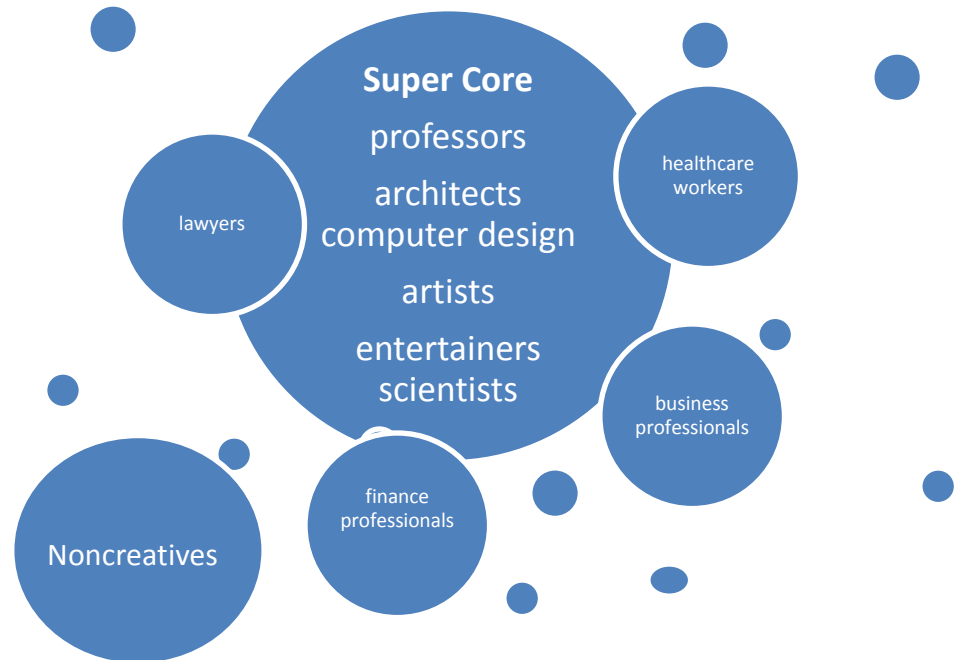 Super Core
professors
architects
computer design
artists
entertainers
scientists
lawyers
healthcare
workers
business
professionals
finance
professionals
Noncreatives